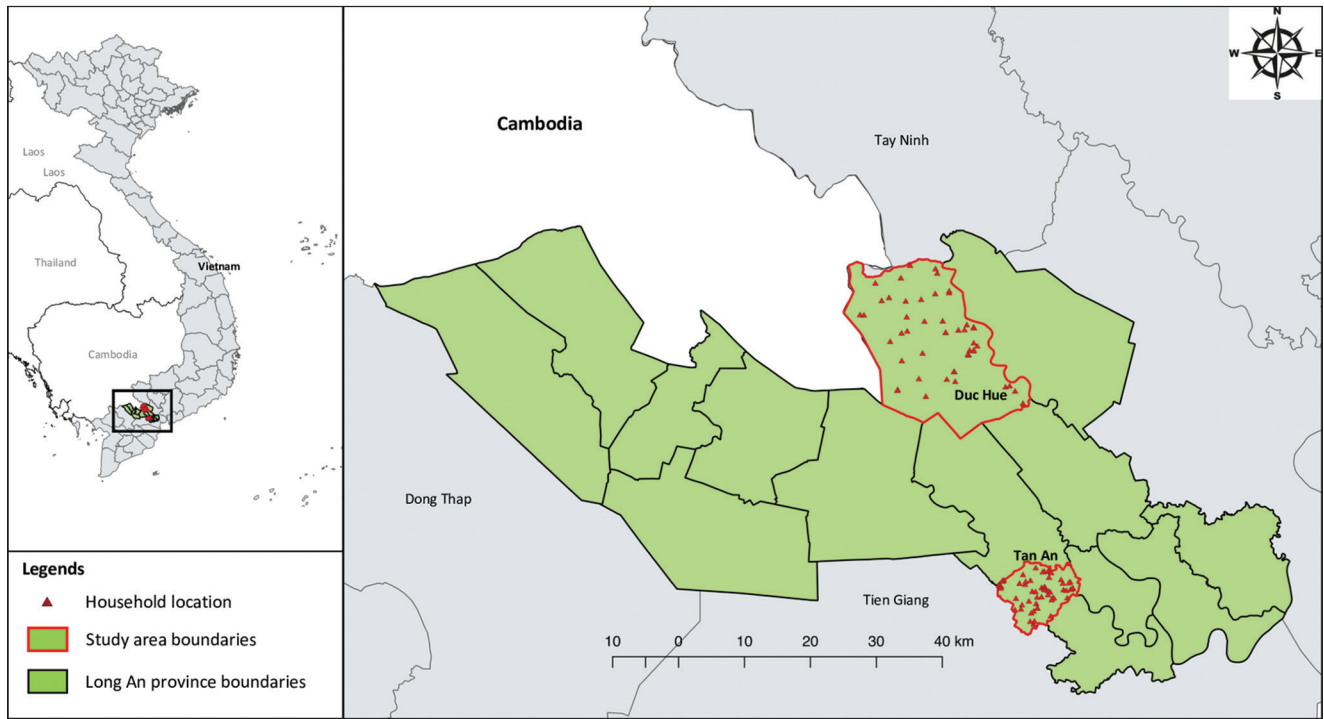 Laos
Laos
Thailand
Vietnam
Cambodia
Legends
Household location
Study area boundaries
Long An province boundaries
N
W E
S
Cambodia
Tay Ninh
Duc Hue
Dong Thap
Tan An
Tien Giang
10 0 10 20 30 40 km